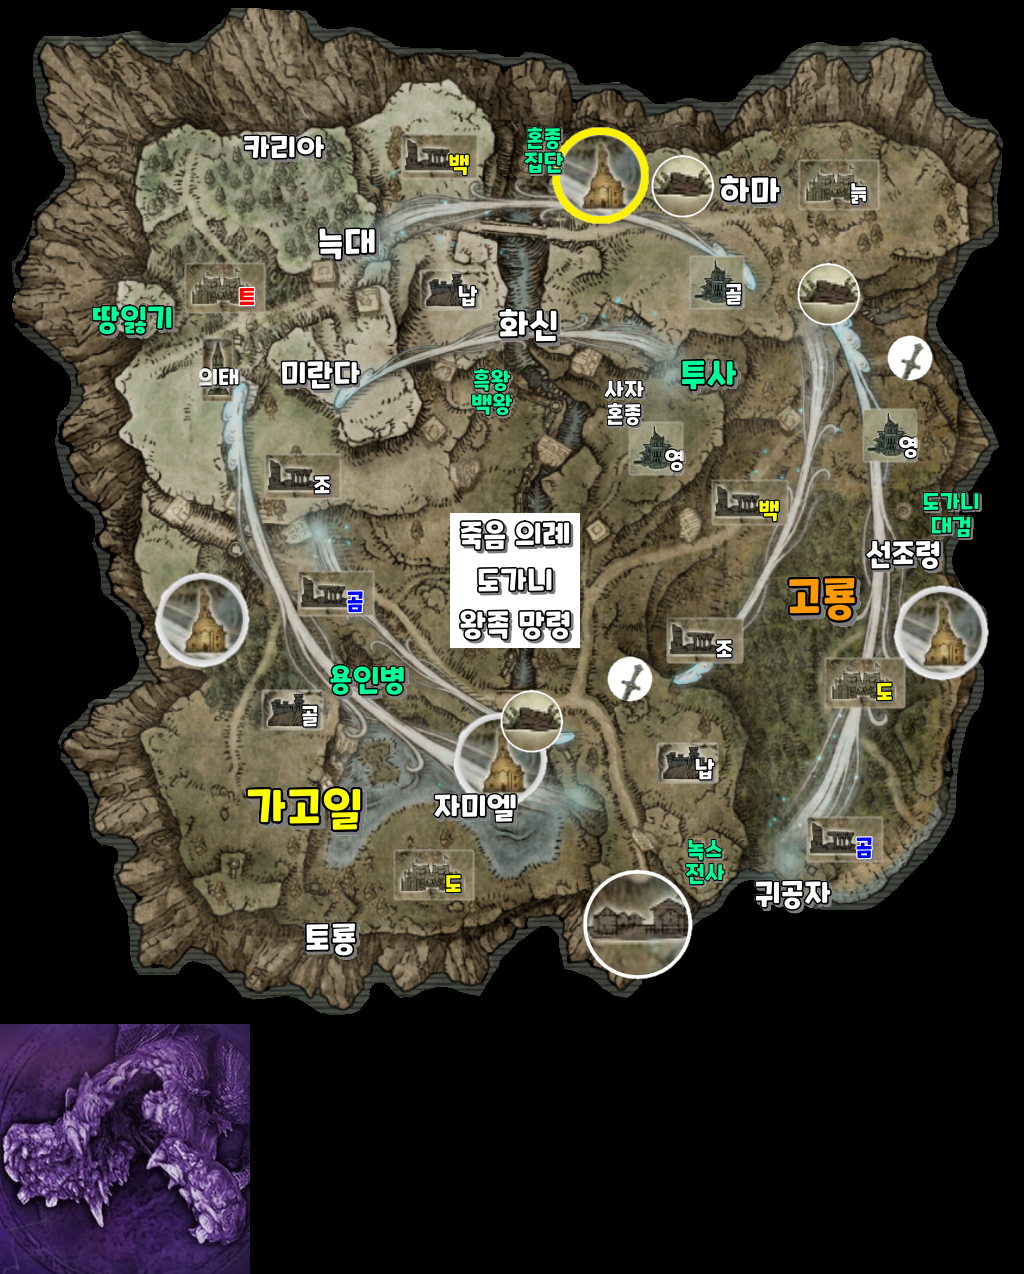 혼종
집단
카리아
백
하마
늙
늑대
트
납
골
땅잃기
화신
의태
미란다
흑왕
백왕
투사
사자
혼종
영
영
조
백
도가니
대검
죽음 의례
도가니
왕족 망령
선조령
곰
고룡
조
용인병
도
골
납
가고일
자미엘
녹스
전사
곰
도
귀공자
토룡